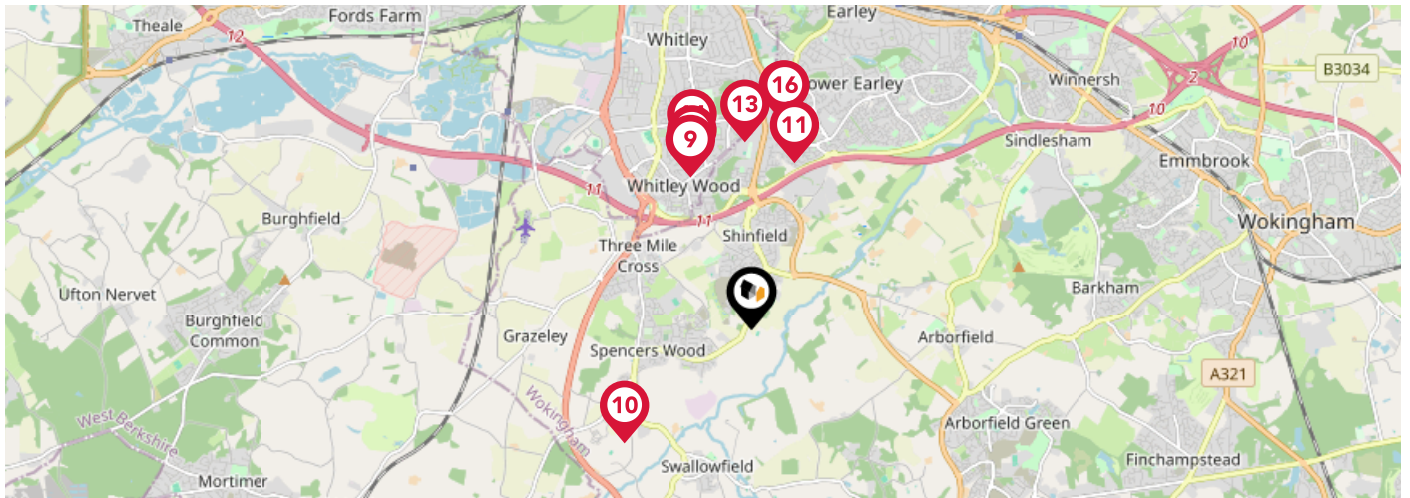 Fords Farm
Earley
Theale
12
Whitley
10
B3034
2
Winnersh
16
ower Earley
13
10
11
9
Sindlesham
Emmbrook
11
Whitley Wood
Burghfield
11
Wokingham
Shinfield
Three Mile
Cross
Ufton Nervet
Barkham
Burghfield
Common
Grazeley
Arborfield
Spencers Wood
A321
10
Wokingham
West Berkshire
Arborfield Green
Finchampstead
Swallowfield
Mortimer